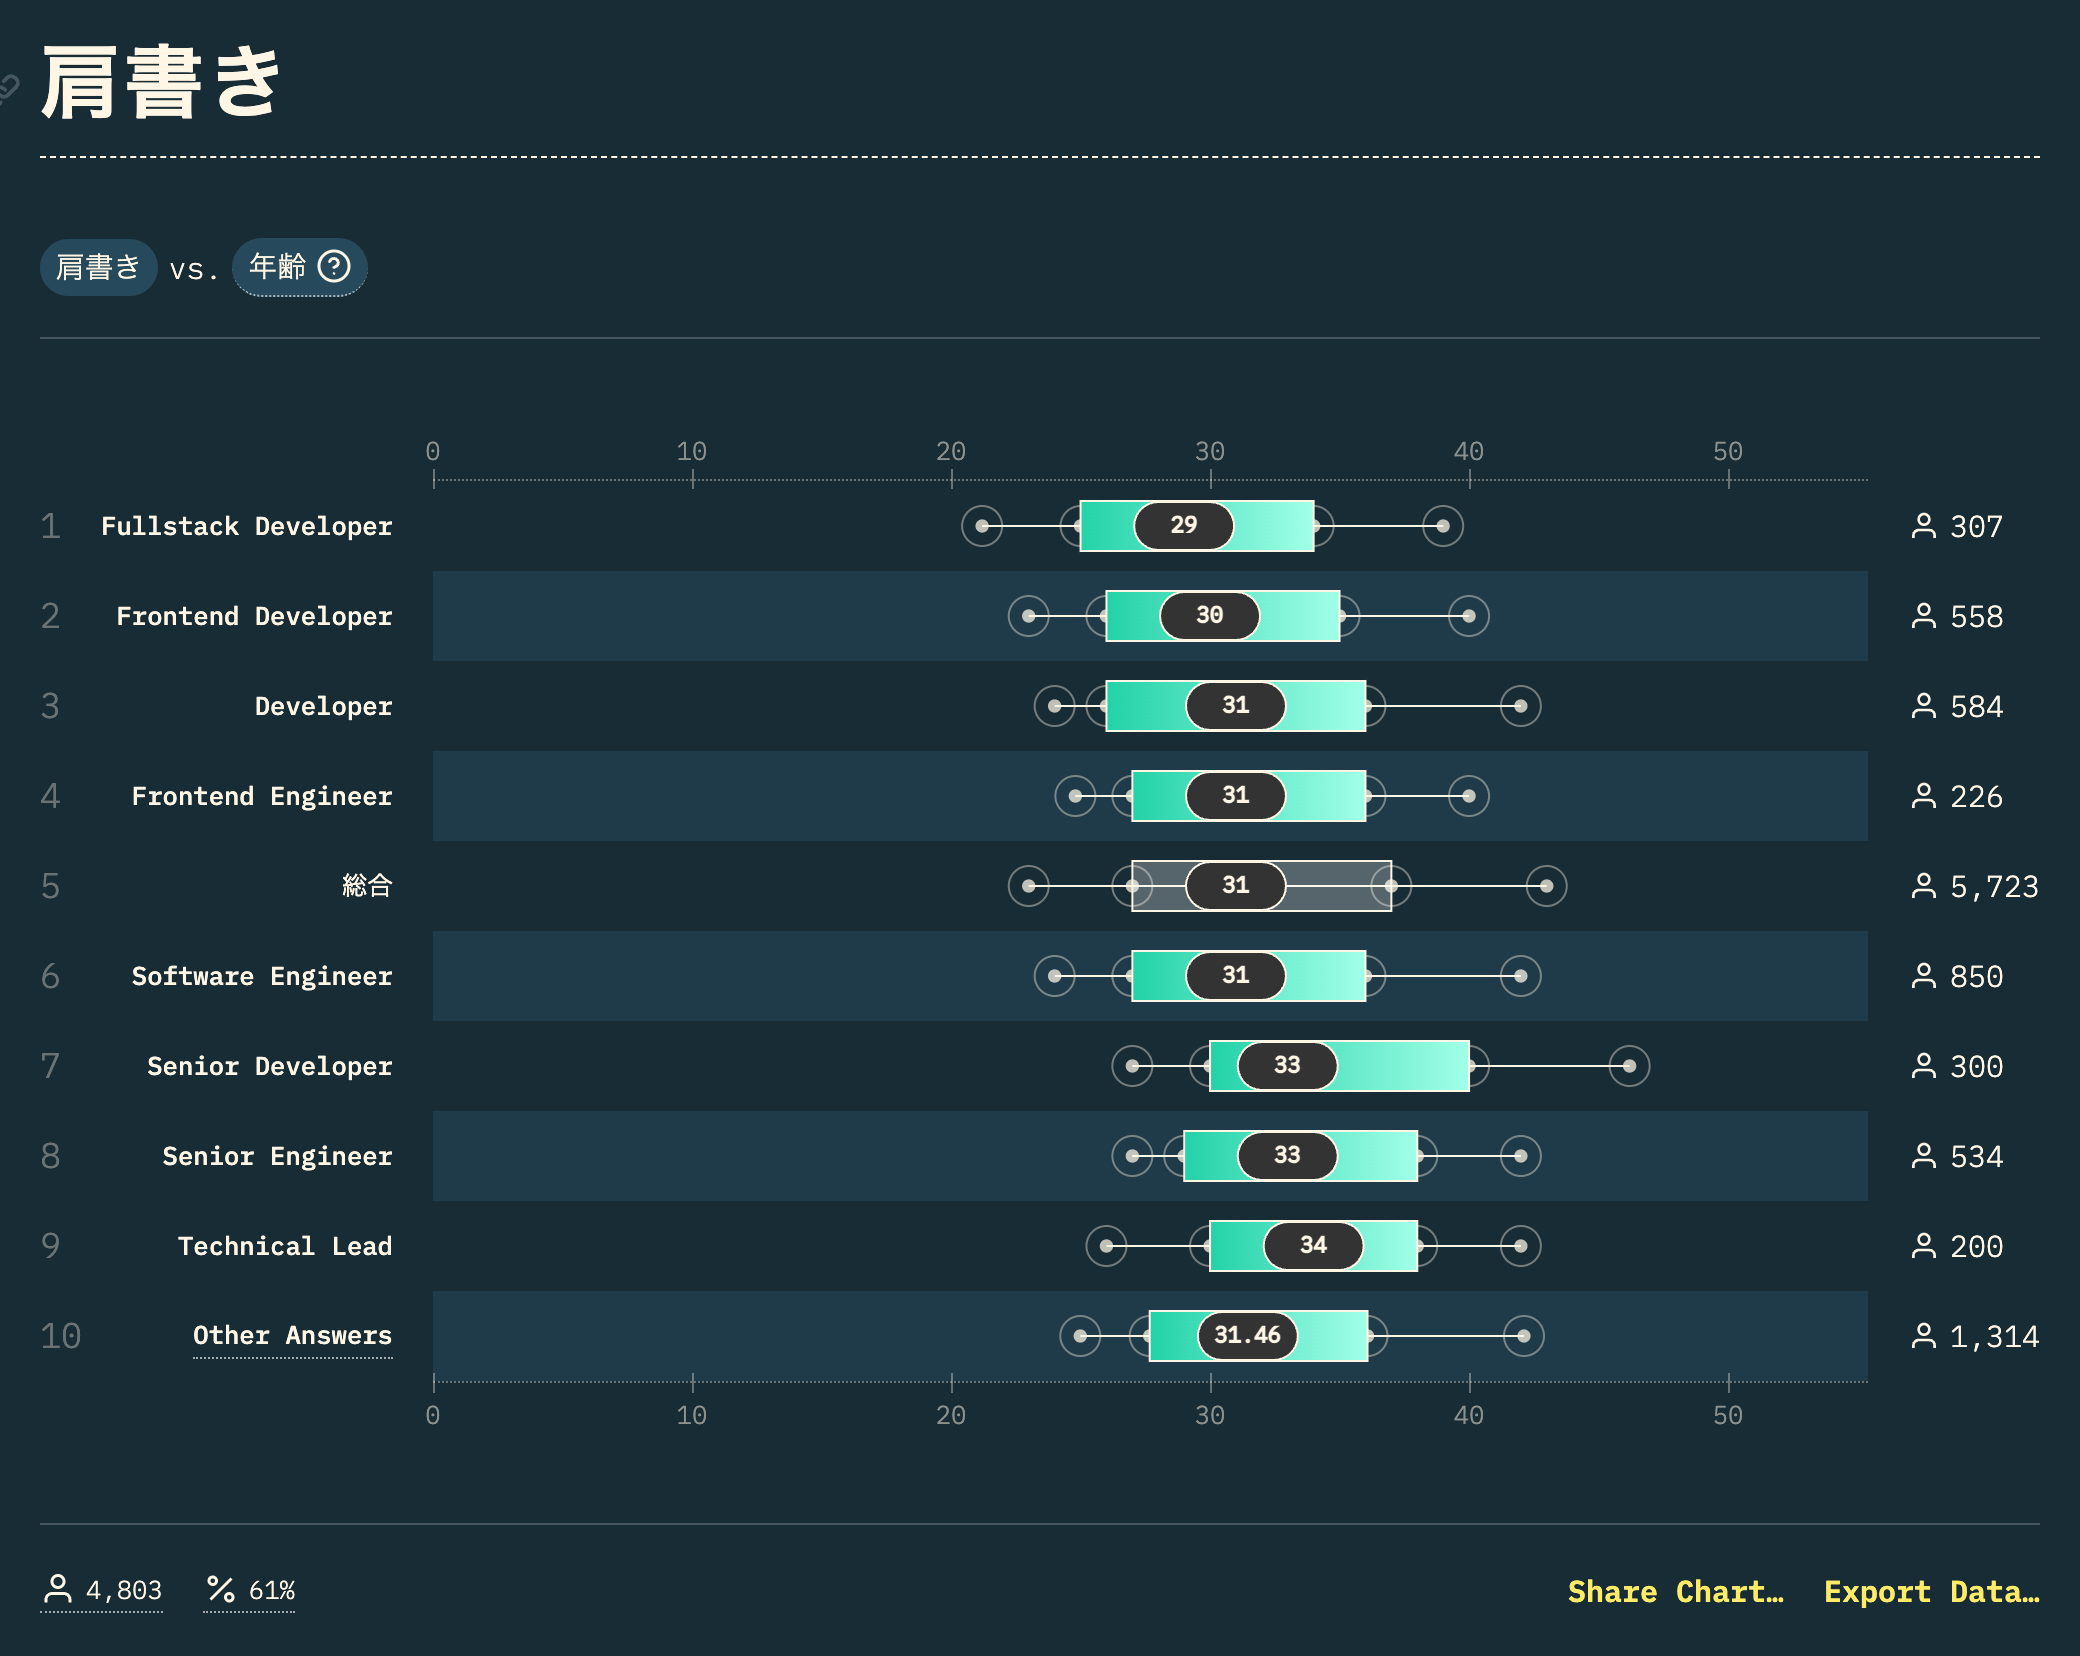 肩書き
肩書き vs. 年齢
0 10 20 30 40 50
1 Fullstack Developer 29 307
2 Frontend Developer 30 558
3 Developer 31 584
4 Frontend Engineer 31 226
5 総合 31 5,723
6 Software Engineer 31 850
7 Senior Developer 33 300
8 Senior Engineer 33 534
9 Technical Lead 34 200
10 Other Answers 31.46 1,314
0 10 20 30 40 50
4,803 61% Share Chart… Export Data…